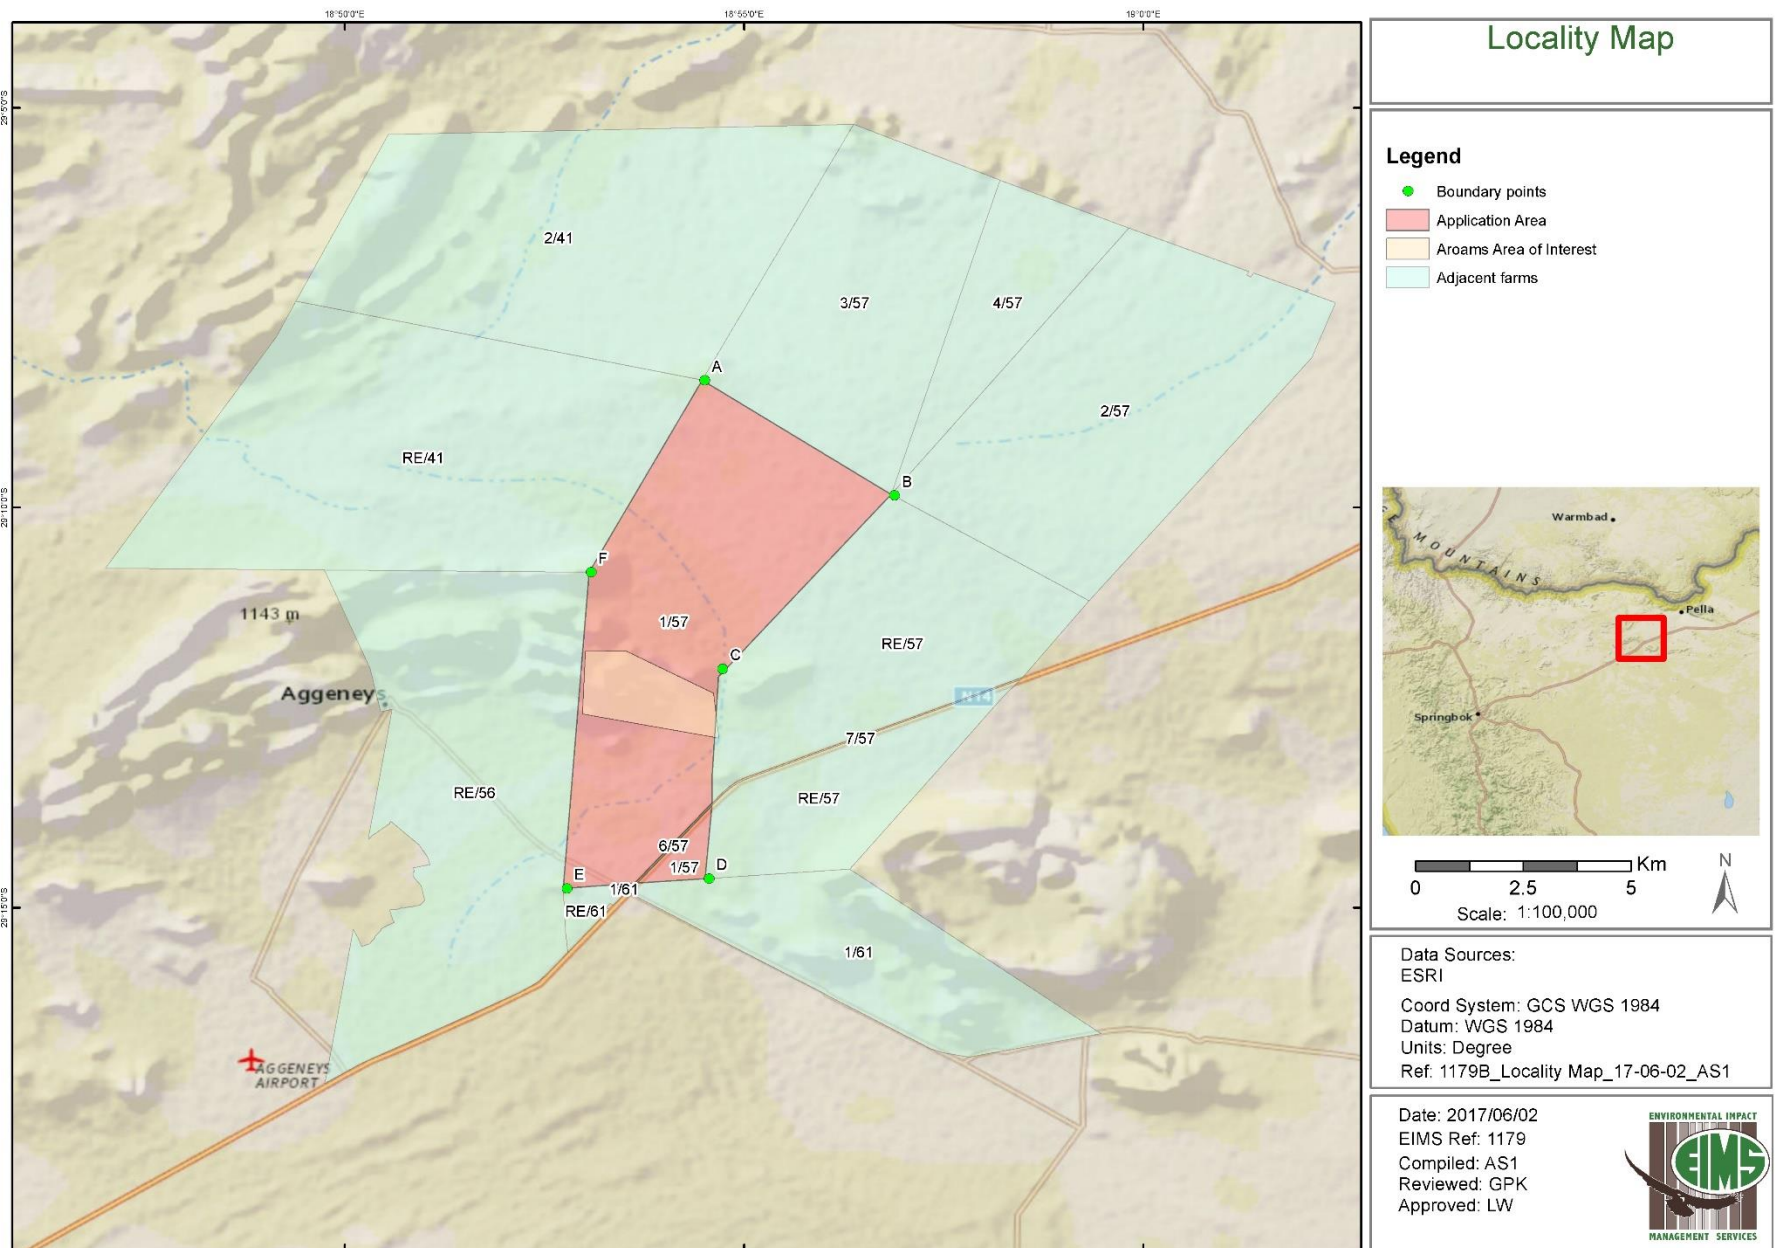 18°50'0"E
18°55'0"E
19°0'0"E
29°5'0"S
29°10'0"S
29°15'0"S
2/41
3/57
4/57
2/57
A
RE/41
B
F
1143 m
1/57
RE/57
C
Aggeneys
N14
7/57
RE/56
RE/57
6/57
1/57
D
E
1/61
RE/61
1/61
AGGENEYS
AIRPORT
Locality Map
Legend
Boundary points
Application Area
Aroams Area of Interest
Adjacent farms
Warmbad
MOUNTAINS
Pella
Springbok
Km
0 2.5 5
N
Scale: 1:100,000
Data Sources:
ESRI
Coord System: GCS WGS 1984
Datum: WGS 1984
Units: Degree
Ref: 1179B_Locality Map_17-06-02_AS1
Date: 2017/06/02
EIMS Ref: 1179
Compiled: AS1
Reviewed: GPK
Approved: LW
ENVIRONMENTAL IMPACT
EIMS
MANAGEMENT SERVICES